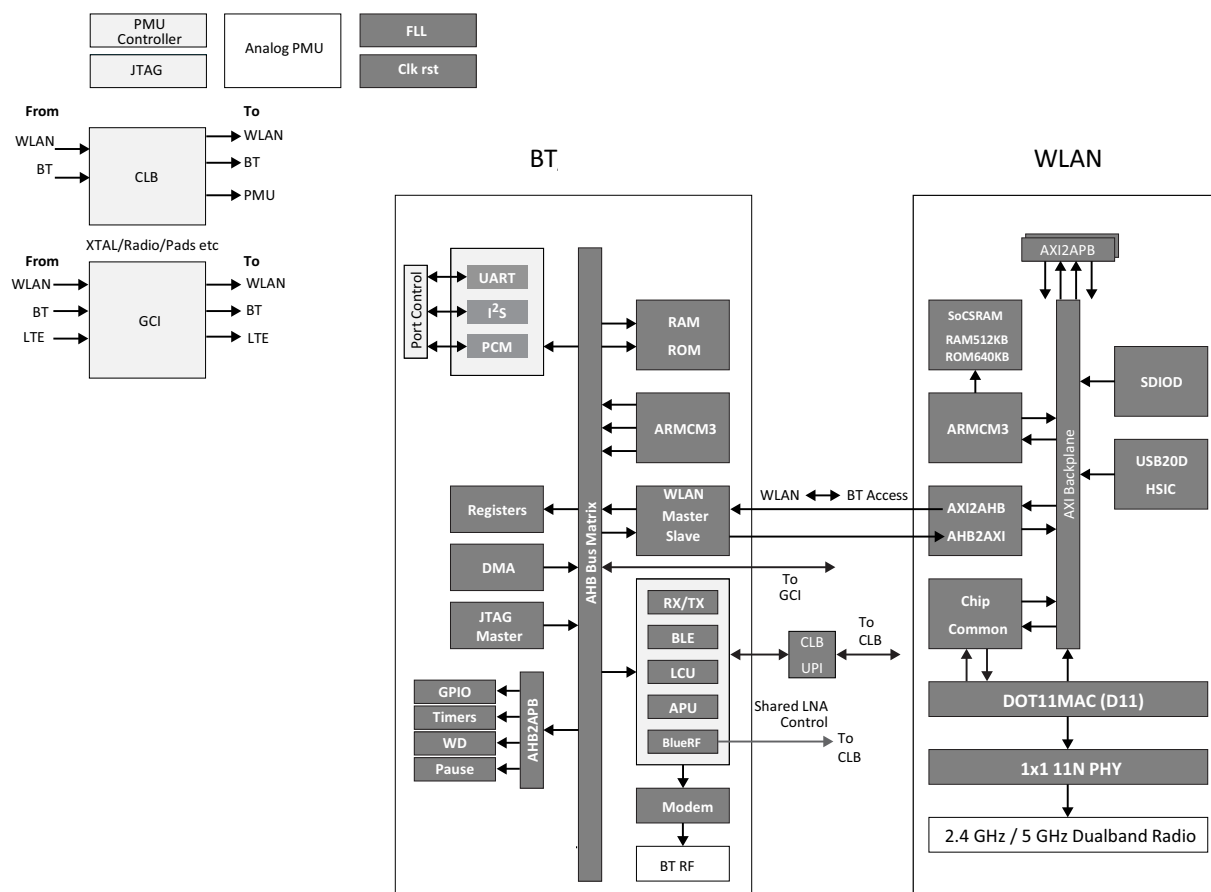 PMU
Controller
JTAG
Analog PMU
FLL
Clk rst
From
To
WLAN
BT
CLB
WLAN
BT
PMU
XTAL/Radio/Pads etc
From
To
WLAN
BT
LTE
GCI
WLAN
BT
LTE
BT
Port Control
UART
I²S
PCM
AHB Bus Matrix
RAM
ROM
ARMCM3
Registers
WLAN
Master
Slave
DMA
JTAG
Master
To
GCI
RX/TX
BLE
LCU
APU
BlueRF
CLB
UPI
To
CLB
Shared LNA
Control
To
CLB
GPIO
Timers
WD
Pause
AHB2APB
Modem
BT RF
WLAN
BT Access
WLAN
AXI2APB
SoCSRAM
RAM512KB
ROM640KB
AXI Backplane
SDIOD
ARMCM3
USB20D
HSIC
AXI2AHB
AHB2AXI
Chip
Common
DOT11MAC (D11)
1x1 11N PHY
2.4 GHz / 5 GHz Dualband Radio